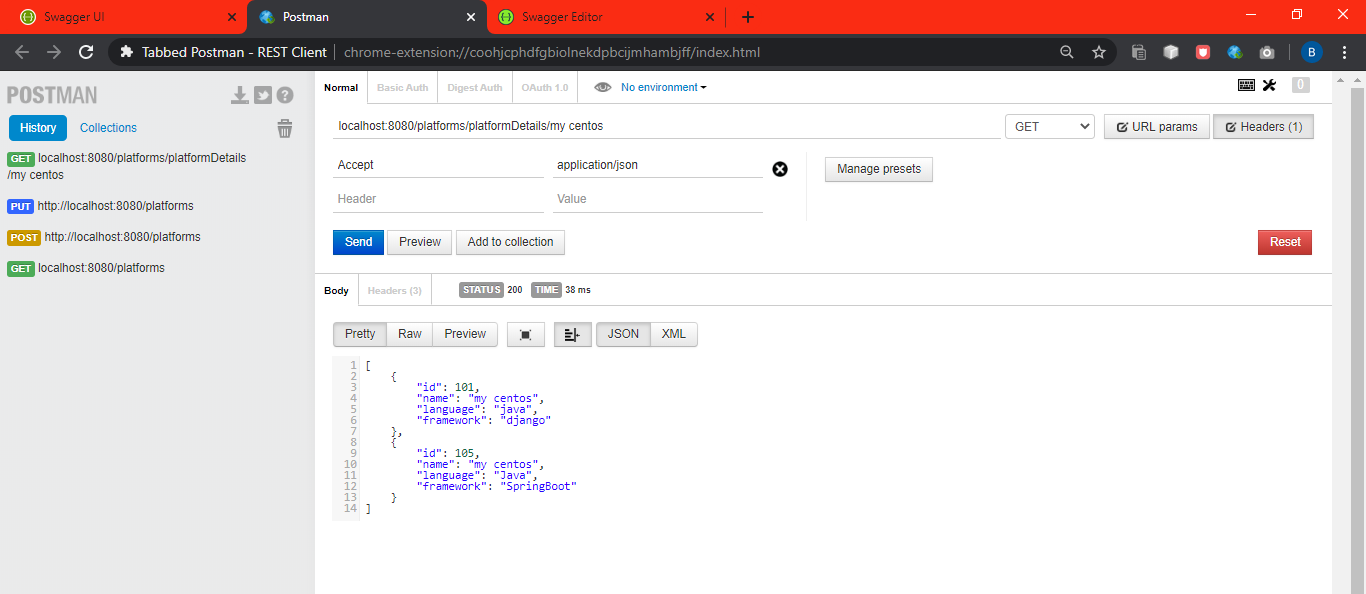 Swagger UI
Postman
Swagger Editor
Tabbed Postman - REST Client
chrome-extension://coohjcphdfgbiolnekdpbcijmhambjff/index.html
B
POSTMAN
History Collections
GET localhost:8080/platforms/platformDetails
/my centos
PUT http://localhost:8080/platforms
POST http://localhost:8080/platforms
GET localhost:8080/platforms
Normal Basic Auth Digest Auth OAuth 1.0 No environment 0
localhost:8080/platforms/platformDetails/my centos GET URL params Headers (1)
Accept application/json Manage presets
Header Value
Send Preview Add to collection Reset
Body Headers (3) STATUS 200 TIME 38 ms
Pretty Raw Preview JSON XML
1 [
2 {
3 "id": 101,
4 "name": "my centos",
5 "language": "java",
6 "framework": "django"
7 },
8 {
9 "id": 105,
10 "name": "my centos",
11 "language": "Java",
12 "framework": "SpringBoot"
13 }
14 ]